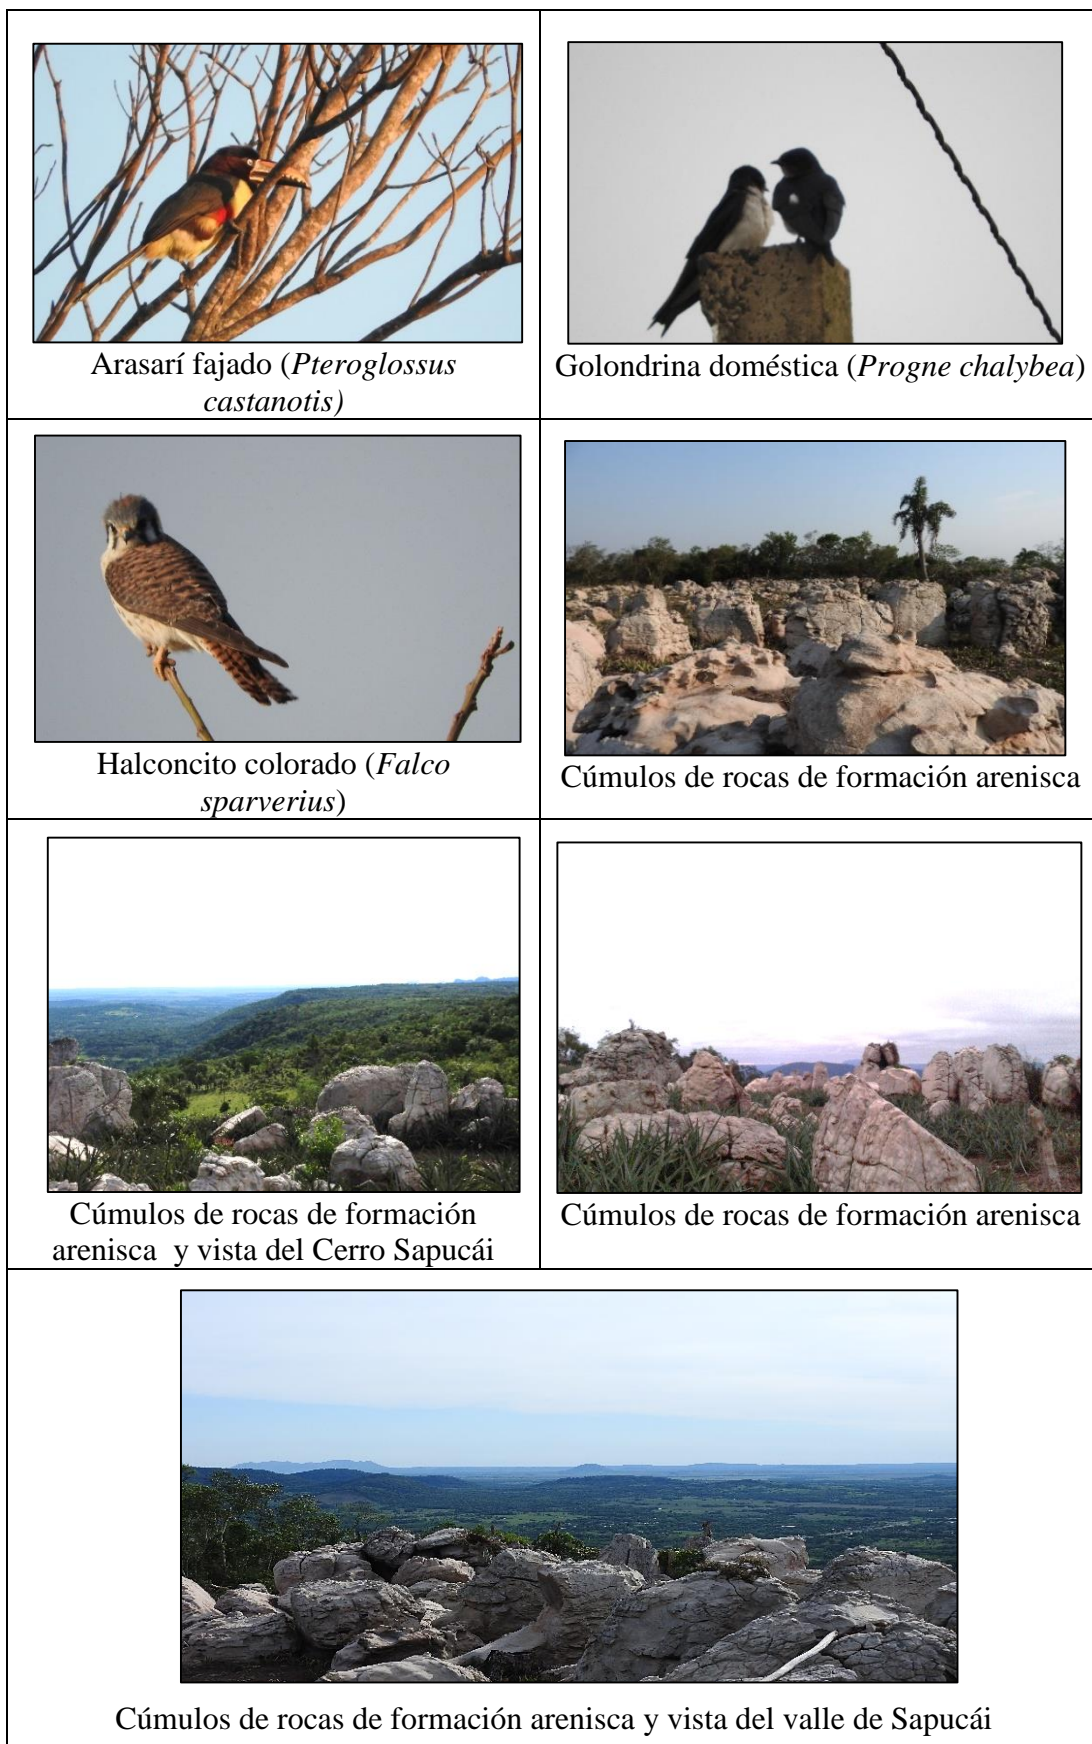 Arasarí fajado (Pteroglossus
castanotis)
Golondrina doméstica (Progne chalybea)
Halconcito colorado (Falco
sparverius)
Cúmulos de rocas de formación arenisca
Cúmulos de rocas de formación
arenisca  y vista del Cerro Sapucái
Cúmulos de rocas de formación arenisca
Cúmulos de rocas de formación arenisca y vista del valle de Sapucái